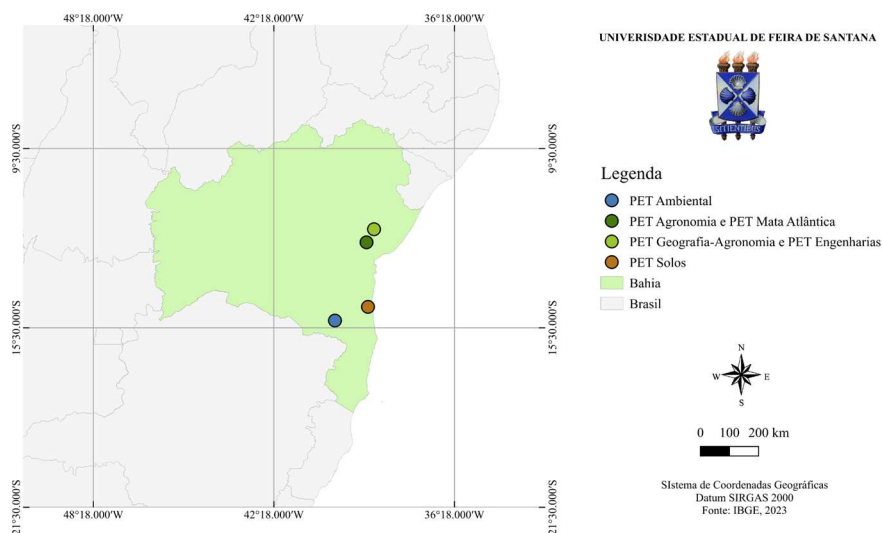 48°18.000'W 42°18.000'W 36°18.000'W
9°30.000'S 9°30.000'S
15°30.000'S 15°30.000'S
21°30.000'S 21°30.000'S
48°18.000'W 42°18.000'W 36°18.000'W
UNIVERISDADE ESTADUAL DE FEIRA DE SANTANA
SITIENTIBUS
Legenda
PET Ambiental
PET Agronomia e PET Mata Atlântica
PET Geografia-Agronomia e PET Engenharias
PET Solos
Bahia
Brasil
N
W E
S
0 100 200 km
SIstema de Coordenadas Geográficas
Datum SIRGAS 2000
Fonte: IBGE, 2023